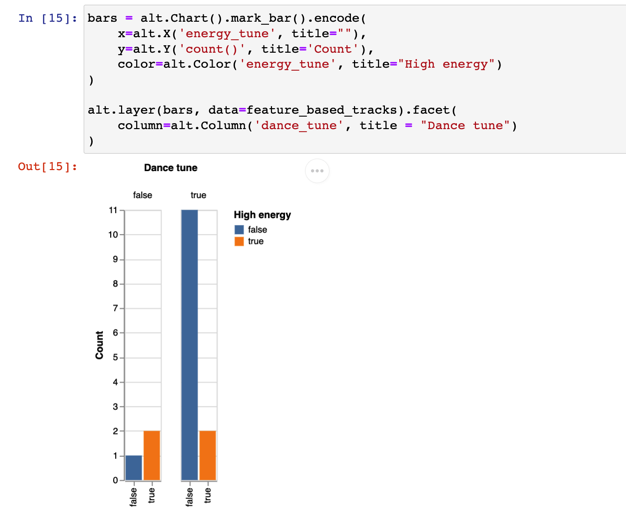 In [15]: bars = alt.Chart().mark_bar().encode(
x=alt.X('energy_tune', title=""),
y=alt.Y('count()', title='Count'),
color=alt.Color('energy_tune', title="High energy")
)
alt.layer(bars, data=feature_based_tracks).facet(
column=alt.Column('dance_tune', title = "Dance tune")
)
Out[15]:
Dance tune
false true
High energy
false
true
11
10
9
8
7
6
5
4
3
2
1
0
Count
false true false true